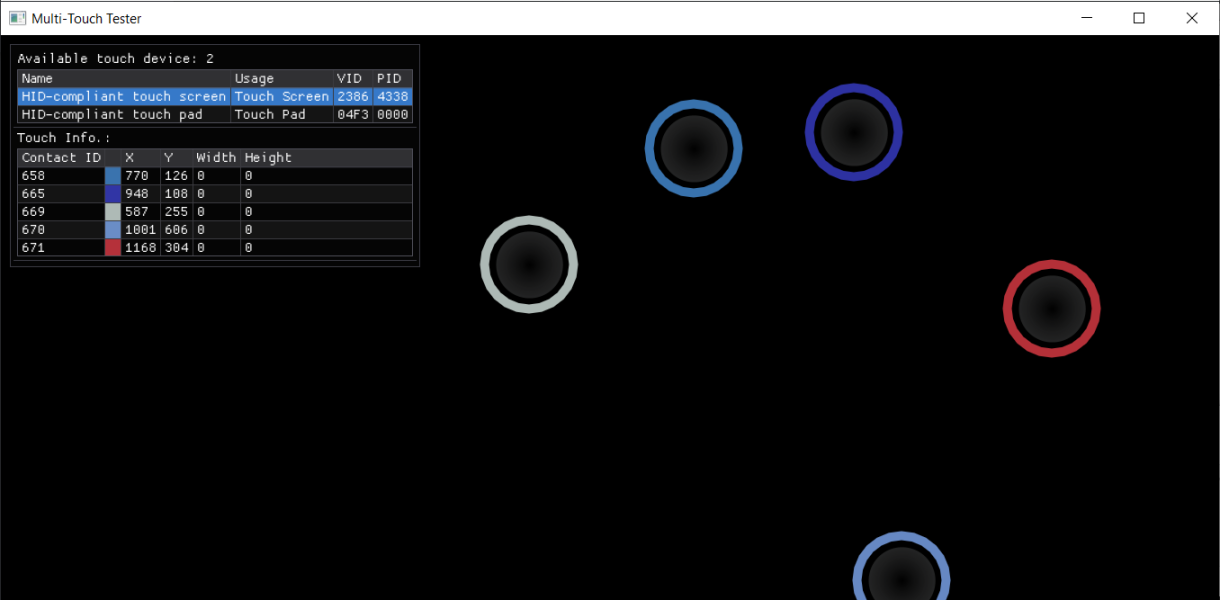 Multi-Touch Tester
Available touch device: 2
Name Usage VID PID
HID-compliant touch screen Touch Screen 2386 4338
HID-compliant touch pad Touch Pad 04F3 0000
Touch Info.:
Contact ID X Y Width Height
658 770 126 0 0
665 948 108 0 0
669 587 255 0 0
670 1001 606 0 0
671 1168 304 0 0